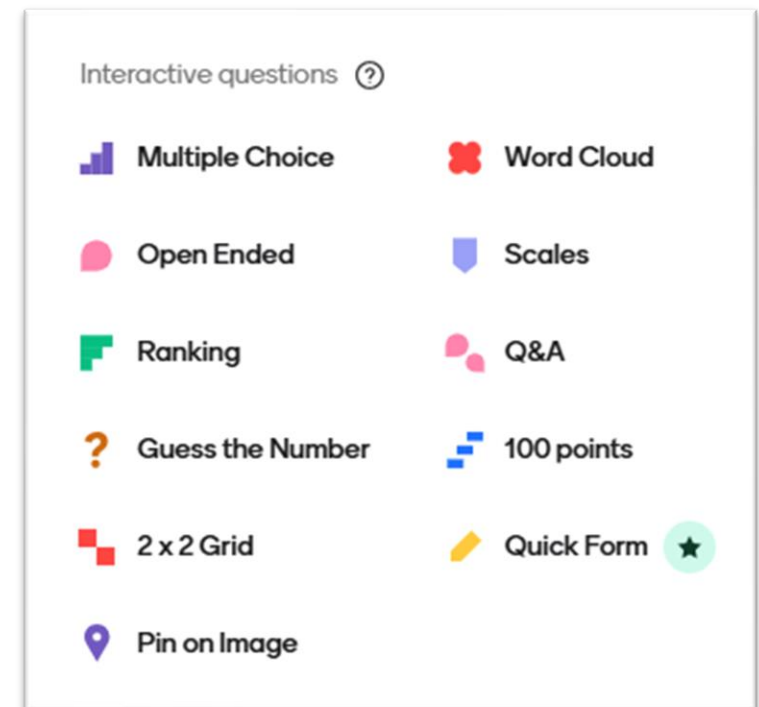 Interactive questions ?
Multiple Choice
Word Cloud
Open Ended
Scales
Ranking
Q&A
Guess the Number
100 points
2 x 2 Grid
Quick Form
Pin on Image